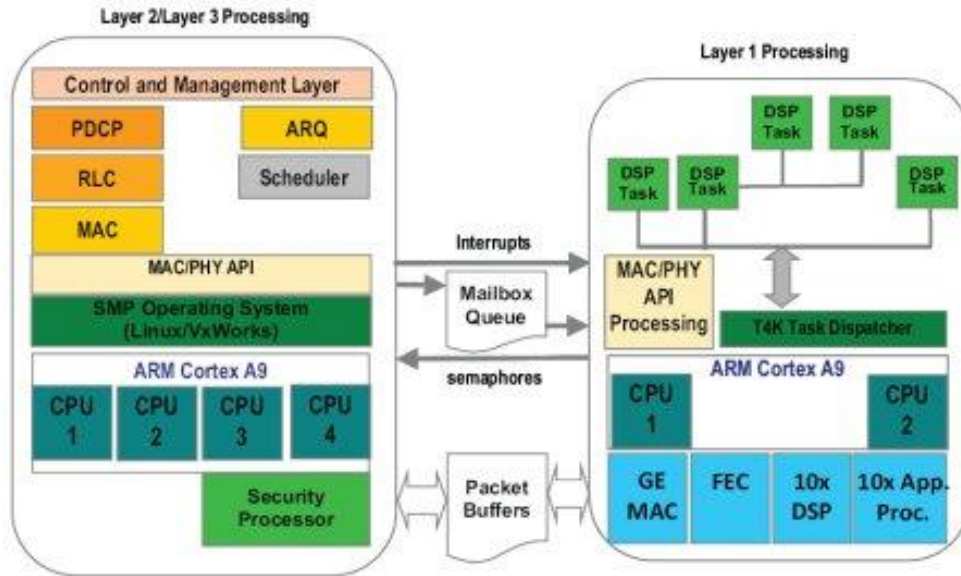 Layer 2/Layer 3 Processing
Control and Management Layer
PDCP
ARQ
RLC
Scheduler
MAC
MAC/PHY API
SMP Operating System
(Linux/VxWorks)
ARM Cortex A9
CPU
1
CPU
2
CPU
3
CPU
4
Security
Processor
Interrupts
Mailbox
Queue
semaphores
Packet
Buffers
Layer 1 Processing
DSP
Task
DSP
Task
DSP
Task
DSP
Task
DSP
Task
MAC/PHY
API
Processing
T4K Task Dispatcher
ARM Cortex A9
CPU
1
CPU
2
GE
MAC
FEC
10x
DSP
10x App.
Proc.